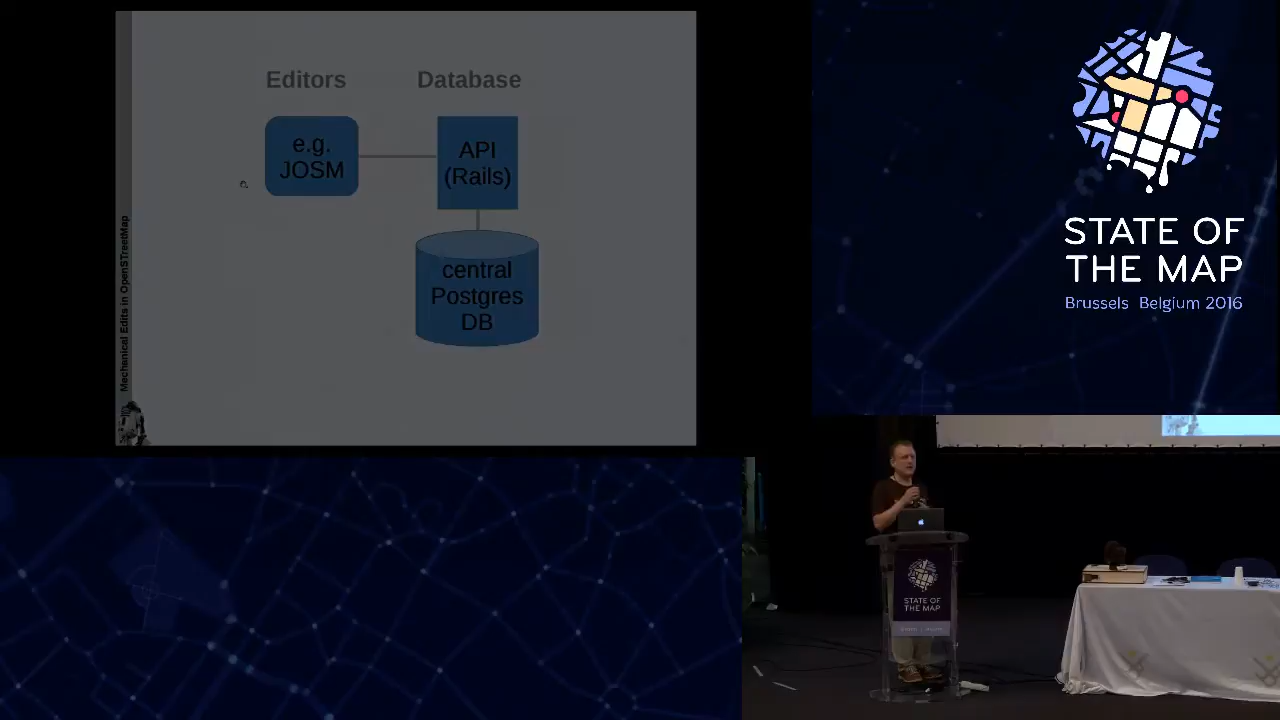 Editors
Database
e.g.
JOSM
API
(Rails)
central
Postgres
DB
Mechanical Edits in OpenSTreetMap
STATE OF
THE MAP
Brussels Belgium 2016
STATE OF
THE MAP